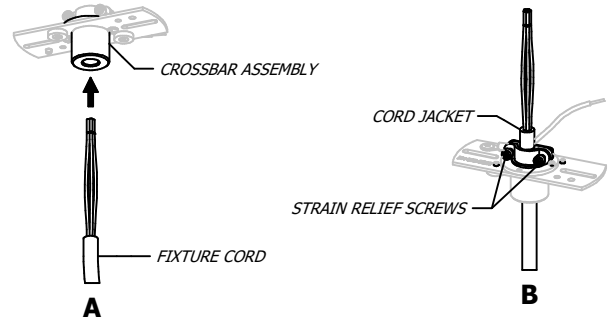 CROSSBAR ASSEMBLY
FIXTURE CORD
A
CORD JACKET
STRAIN RELIEF SCREWS
B